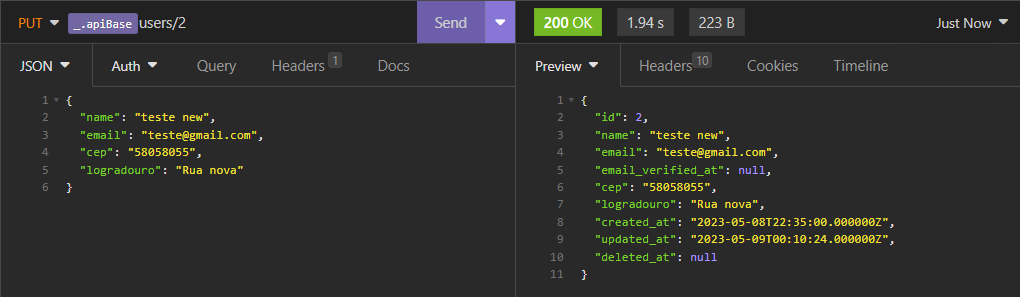 PUT _.apiBase users/2 Send 200 OK 1.94 s 223 B Just Now
JSON Auth Query Headers 1 Docs Preview Headers 10 Cookies Timeline
1 {
2 "name": "teste new",
3 "email": "teste@gmail.com",
4 "cep": "58058055",
5 "logradouro": "Rua nova"
6 }
1 {
2 "id": 2,
3 "name": "teste new",
4 "email": "teste@gmail.com",
5 "email_verified_at": null,
6 "cep": "58058055",
7 "logradouro": "Rua nova",
8 "created_at": "2023-05-08T22:35:00.000000Z",
9 "updated_at": "2023-05-09T00:10:24.000000Z",
10 "deleted_at": null
11 }